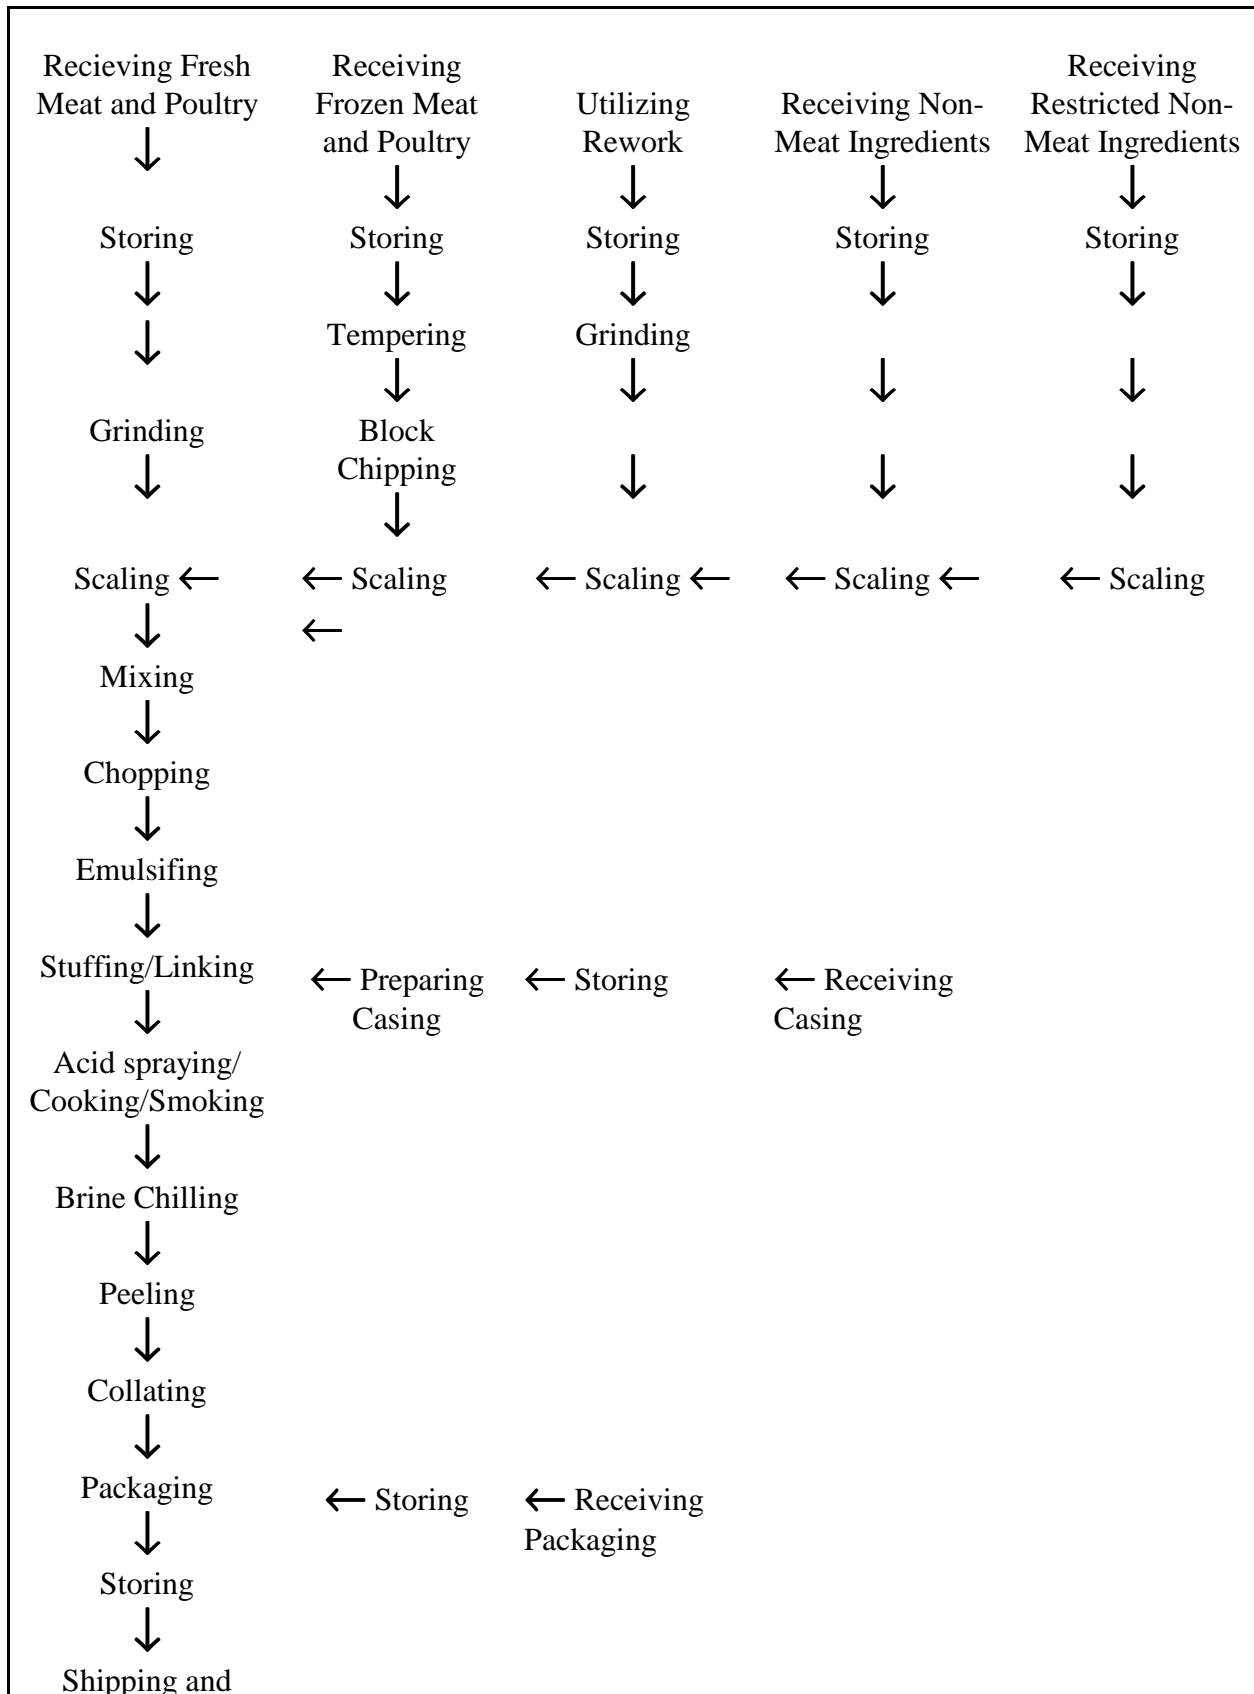 Recieving Fresh
Meat and Poultry
Receiving
Frozen Meat
and Poultry
Utilizing
Rework
Receiving Non-
Meat Ingredients
Receiving
Restricted Non-
Meat Ingredients
Storing
Storing
Storing
Storing
Storing
Tempering
Grinding
Grinding
Block
Chipping
Scaling
Scaling
Scaling
Scaling
Scaling
Mixing
Chopping
Emulsifing
Stuffing/Linking
Preparing
Casing
Storing
Receiving
Casing
Acid spraying/
Cooking/Smoking
Brine Chilling
Peeling
Collating
Packaging
Storing
Receiving
Packaging
Storing
Shipping and